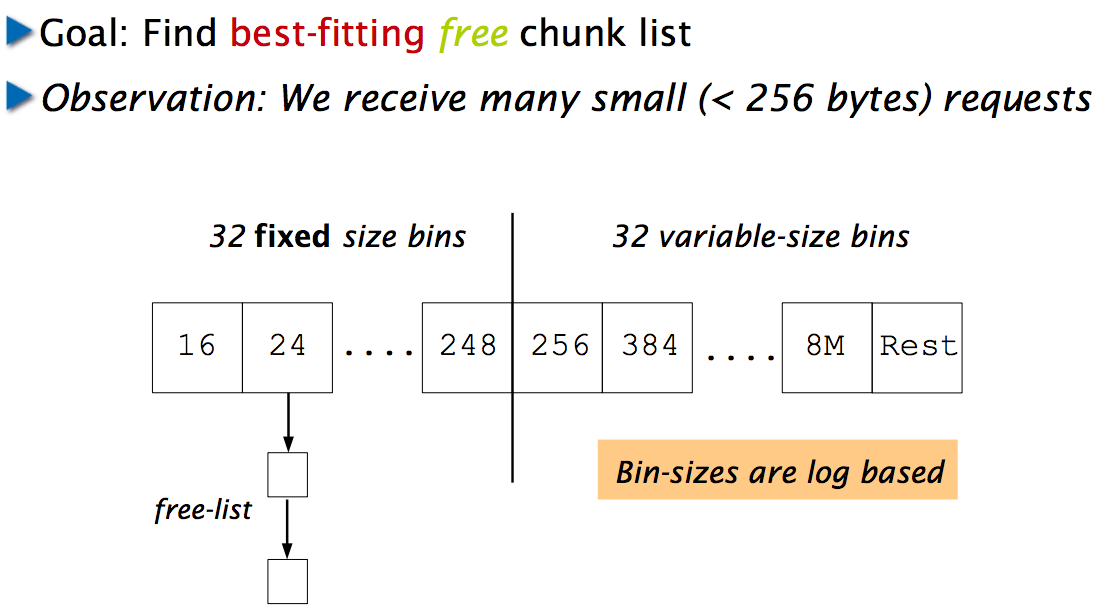 Goal: Find best-fitting free chunk list
Observation: We receive many small (< 256 bytes) requests
32 fixed size bins
32 variable-size bins
16 24 .... 248 256 384 .... 8M Rest
Bin-sizes are log based
free-list